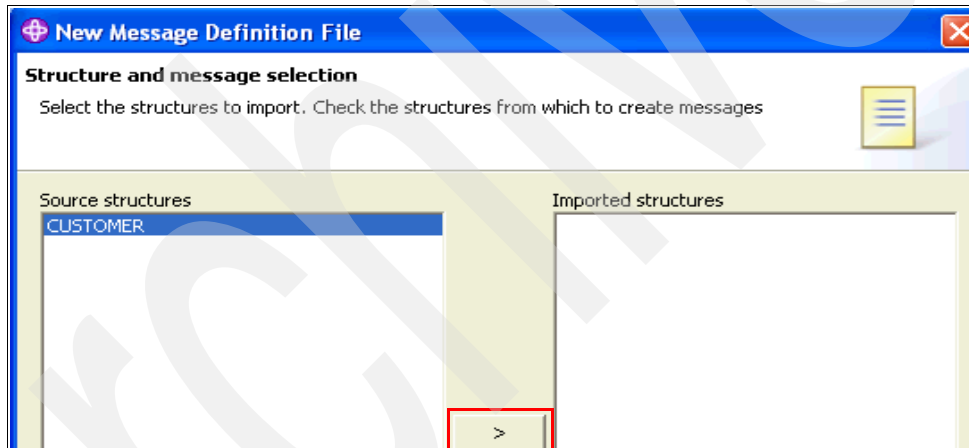 New Message Definition File
Structure and message selection
Select the structures to import. Check the structures from which to create messages
Source structures
Imported structures
CUSTOMER
>